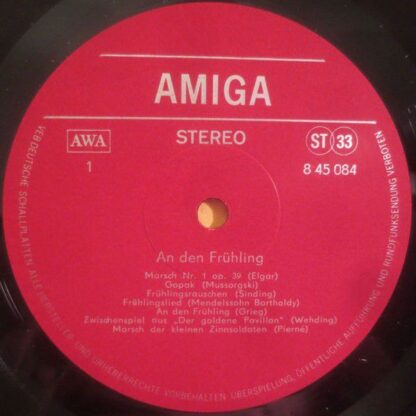 AMIGA
AWA
STEREO
ST 33
1
8 45 084
An den Frühling
Marsch Nr. 1 op. 39 (Elgar)
Gopak (Mussorgski)
Frühlingsrauschen (Sinding)
Frühlingslied (Mendelssohn Bartholdy)
An den Frühling (Grieg)
Zwischenspiel aus „Der goldene Pavillon" (Wehding)
Marsch der kleinen Zinnsoldaten (Pierné)
VEB DEUTSCHE SCHALLPLATTEN ALLE HERSTELLER- UND URHEBERRECHTE VORBEHALTEN ÜBERSPIELUNG, ÖFFENTLICHE AUFFÜHRUNG UND RUNDFUNKSENDUNG VERBOTEN